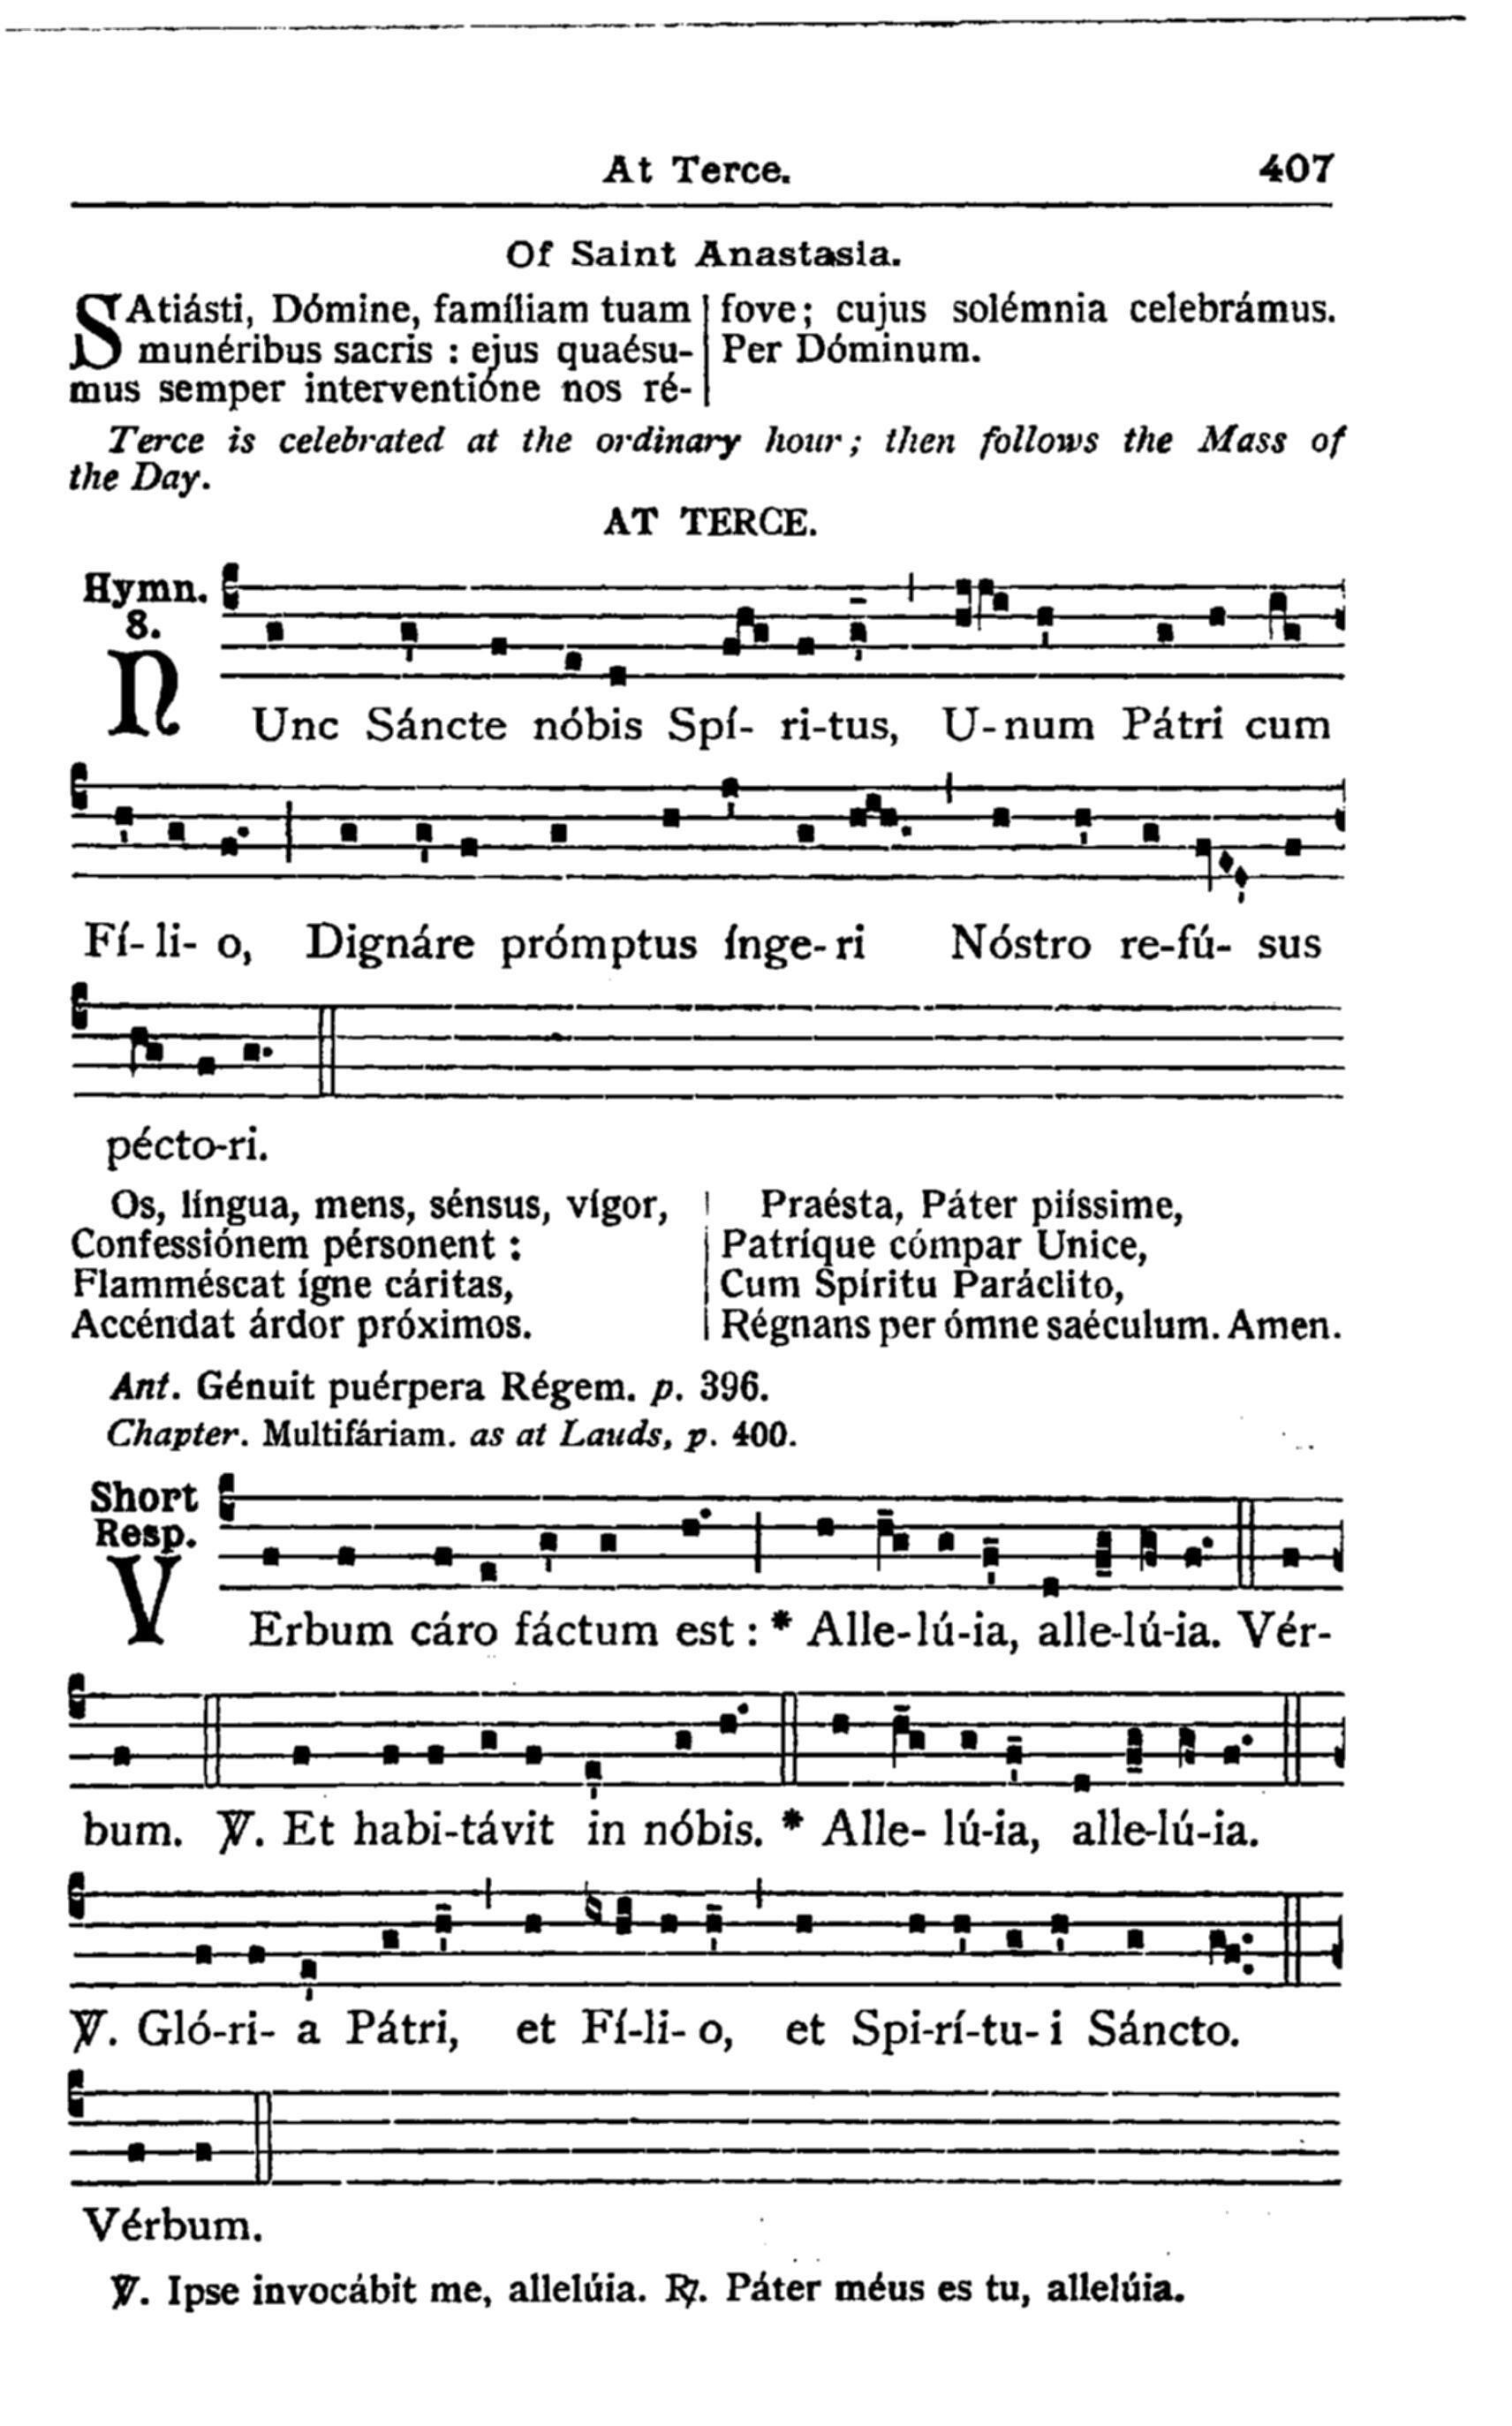 At Terce. 407
Of Saint Anastasia.
SAtiásti, Dómine, famíliam tuam
munéribus sacris : ejus quaésu-
mus semper interventióne nos ré-
fove; cujus solémnia celebrámus.
Per Dóminum.
Terce is celebrated at the ordinary hour; then follows the Mass of
the Day.
AT TERCE.
Hymn.
8.
NUnc Sáncte nóbis Spí- ri-tus, U-num Pátri cum
Fí- li- o, Dignáre prómptus ínge-ri Nóstro re-fú- sus
pécto-ri.
Os, língua, mens, sénsus, vígor,
Confessiónem pérsonent :
Flamméscat ígne cáritas,
Accéndat árdor próximos.
Praésta, Páter piíssime,
Patríque cómpar Unice,
Cum Spíritu Paráclito,
Régnans per ómne saéculum. Amen.
Ant. Génuit puérpera Régem. p. 396.
Chapter. Multifáriam. as at Lauds, p. 400.
Short
Resp.
VErbum cáro fáctum est : * Alle-lú-ia, alle-lú-ia. Vér-
bum. ℣. Et habi-távit in nóbis. * Alle- lú-ia, alle-lú-ia.
℣. Gló-ri- a Pátri, et Fí-li- o, et Spi-rí-tu- i Sáncto.
Vérbum.
℣. Ipse invocábit me, allelúia. ℟. Páter méus es tu, allelúia.